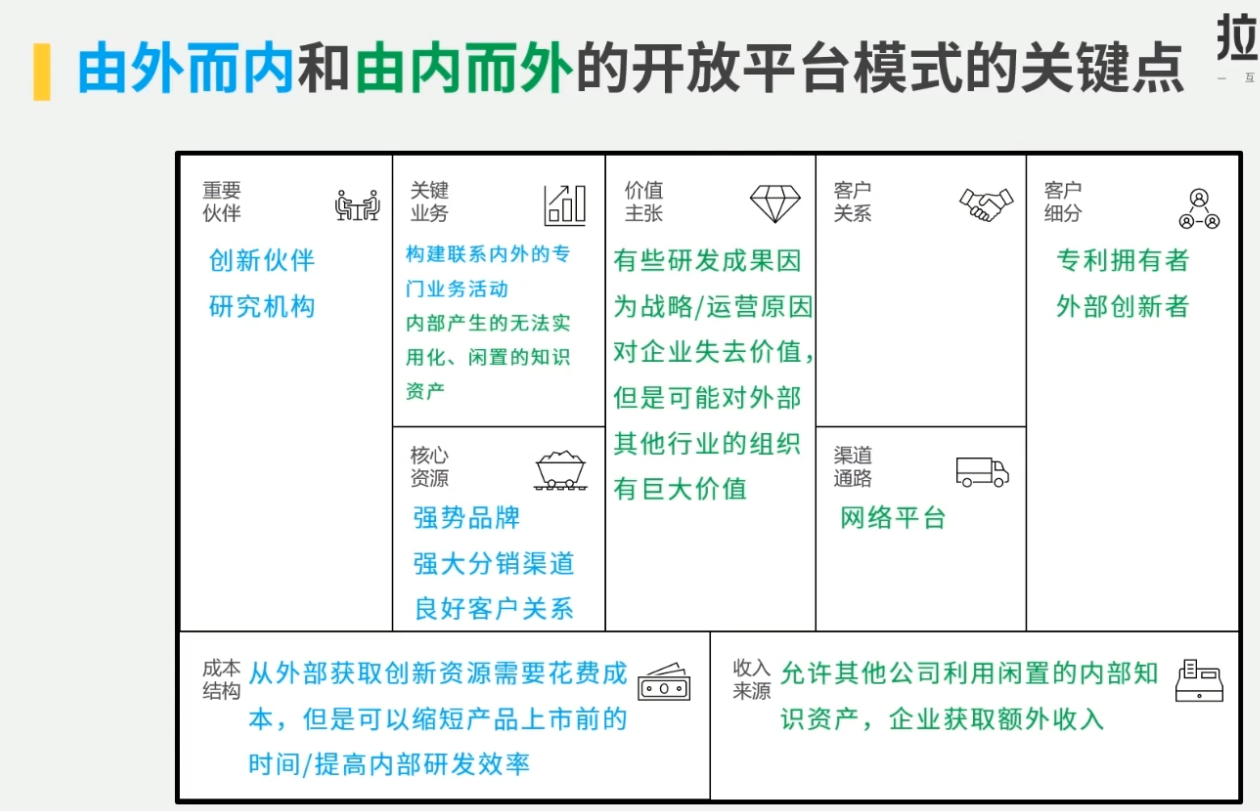 由外而内和由内而外的开放平台模式的关键点
拉
一 互
重要
伙伴
创新伙伴
研究机构
关键
业务
构建联系内外的专
门业务活动
内部产生的无法实
用化、闲置的知识
资产
核心
资源
强势品牌
强大分销渠道
良好客户关系
价值
主张
有些研发成果因
为战略/运营原因
对企业失去价值，
但是可能对外部
其他行业的组织
有巨大价值
客户
关系
渠道
通路
网络平台
客户
细分
专利拥有者
外部创新者
成本
结构
从外部获取创新资源需要花费成
本，但是可以缩短产品上市前的
时间/提高内部研发效率
收入
来源
允许其他公司利用闲置的内部知
识资产，企业获取额外收入